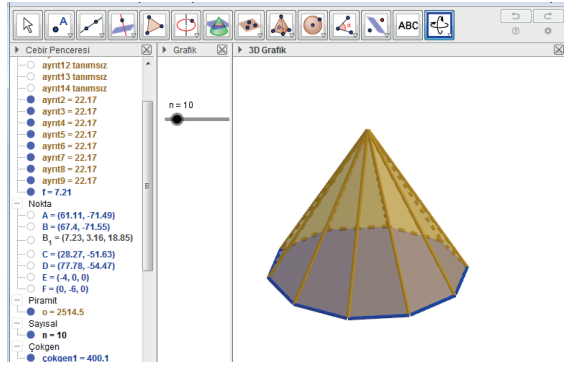 A
ABC
Cebir Penceresi
Grafik
3D Grafik
ayrıt12 tanımsız
ayrıt13 tanımsız
ayrıt14 tanımsız
ayrıt2 = 22.17
ayrıt3 = 22.17
ayrıt4 = 22.17
ayrıt5 = 22.17
ayrıt6 = 22.17
ayrıt7 = 22.17
ayrıt8 = 22.17
ayrıt9 = 22.17
f = 7.21
Nokta
A = (61.11, -71.49)
B = (67.4, -71.55)
B1 = (7.23, 3.16, 18.85)
C = (28.27, -51.63)
D = (77.78, -54.47)
E = (-4, 0, 0)
F = (0, -6, 0)
Piramit
o = 2514.5
Sayısal
n = 10
Çokgen
çokgen1 = 400.1
n = 10